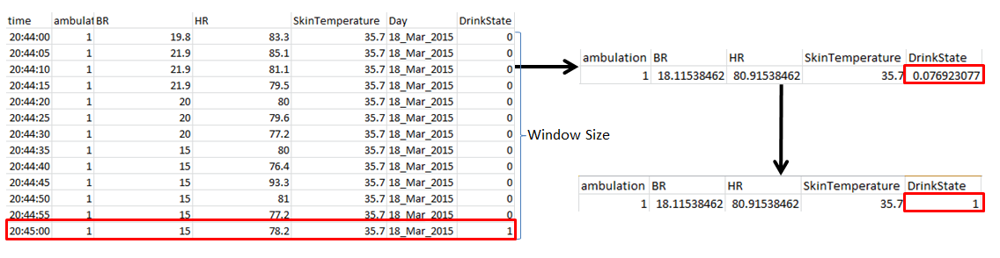 time ambulat BR HR SkinTemperature Day DrinkState
20:44:00 1 19.8 83.3 35.7 18_Mar_2015 0
20:44:05 1 21.9 85.1 35.7 18_Mar_2015 0
20:44:10 1 21.9 81.1 35.7 18_Mar_2015 0
20:44:15 1 21.9 79.5 35.7 18_Mar_2015 0
20:44:20 1 20 80 35.7 18_Mar_2015 0
20:44:25 1 20 79.6 35.7 18_Mar_2015 0
20:44:30 1 20 77.2 35.7 18_Mar_2015 0
20:44:35 1 15 80 35.7 18_Mar_2015 0
20:44:40 1 15 76.4 35.7 18_Mar_2015 0
20:44:45 1 15 93.3 35.7 18_Mar_2015 0
20:44:50 1 15 81 35.7 18_Mar_2015 0
20:44:55 1 15 77.2 35.7 18_Mar_2015 0
20:45:00 1 15 78.2 35.7 18_Mar_2015 1
Window Size
ambulation BR HR SkinTemperature DrinkState
1 18.11538462 80.91538462 35.7 0.076923077
ambulation BR HR SkinTemperature DrinkState
1 18.11538462 80.91538462 35.7 1